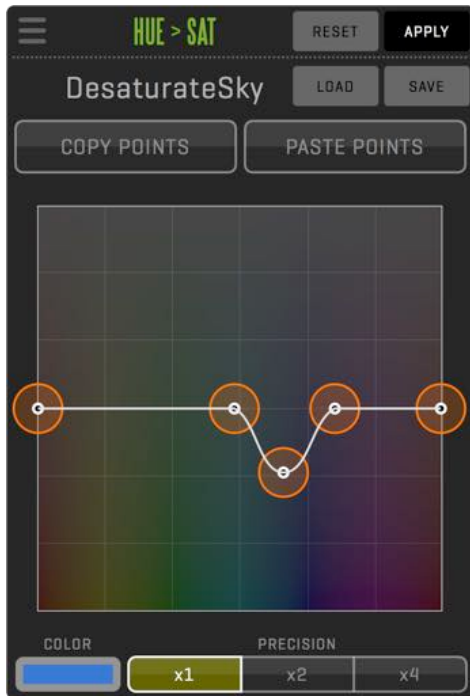 HUE > SAT RESET APPLY
DesaturateSky LOAD SAVE
COPY POINTS PASTE POINTS
COLOR PRECISION
x1 x2 x4